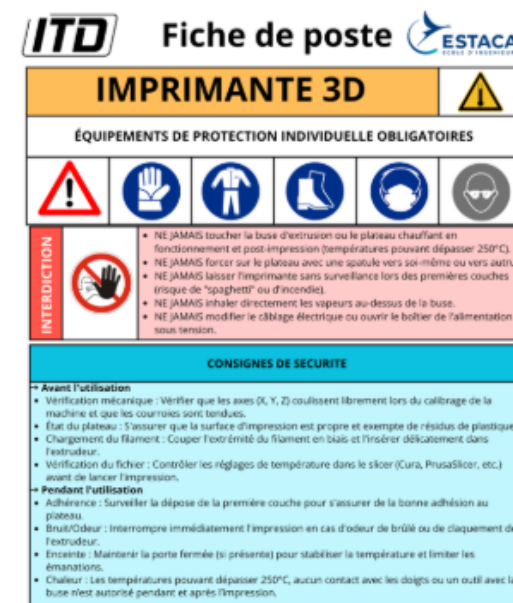 ITD Fiche de poste ESTACA
ÉCOLE D'INGÉNIEURS
IMPRIMANTE 3D
ÉQUIPEMENTS DE PROTECTION INDIVIDUELLE OBLIGATOIRES
INTERDICTION
• NE JAMAIS toucher la buse d'extrusion ou le plateau chauffant en
fonctionnement et post-impression (températures pouvant dépasser 250°C).
• NE JAMAIS forcer sur le plateau avec une spatule vers soi-même ou vers autru
• NE JAMAIS laisser l'imprimante sans surveillance lors des premières couches
(risque de "spaghetti" ou d'incendie).
• NE JAMAIS inhaler directement les vapeurs au-dessus de la buse.
• NE JAMAIS modifier le câblage électrique ou ouvrir le boîtier de l'alimentation
sous tension.
CONSIGNES DE SECURITE
→ Avant l'utilisation
• Vérification mécanique : Vérifier que les axes (X, Y, Z) coulissent librement lors du calibrage de la
machine et que les courroies sont tendues.
• État du plateau : S'assurer que la surface d'impression est propre et exempte de résidus de plastique
• Chargement du filament : Couper l'extrémité du filament en biais et l'insérer délicatement dans
l'extrudeur.
• Vérification du fichier : Contrôler les réglages de température dans le slicer (Cura, PrusaSlicer, etc.)
avant de lancer l'impression.
→ Pendant l'utilisation
• Adhérence : Surveiller la dépose de la première couche pour s'assurer de la bonne adhésion au
plateau.
• Bruit/Odeur : Interrompre immédiatement l'impression en cas d'odeur de brûlé ou de claquement de
l'extrudeur.
• Enceinte : Maintenir la porte fermée (si présente) pour stabiliser la température et limiter les
émanations.
• Chaleur : Les températures pouvant dépasser 250°C, aucun contact avec les doigts ou un outil avec la
buse n'est autorisé pendant et après l'impression.